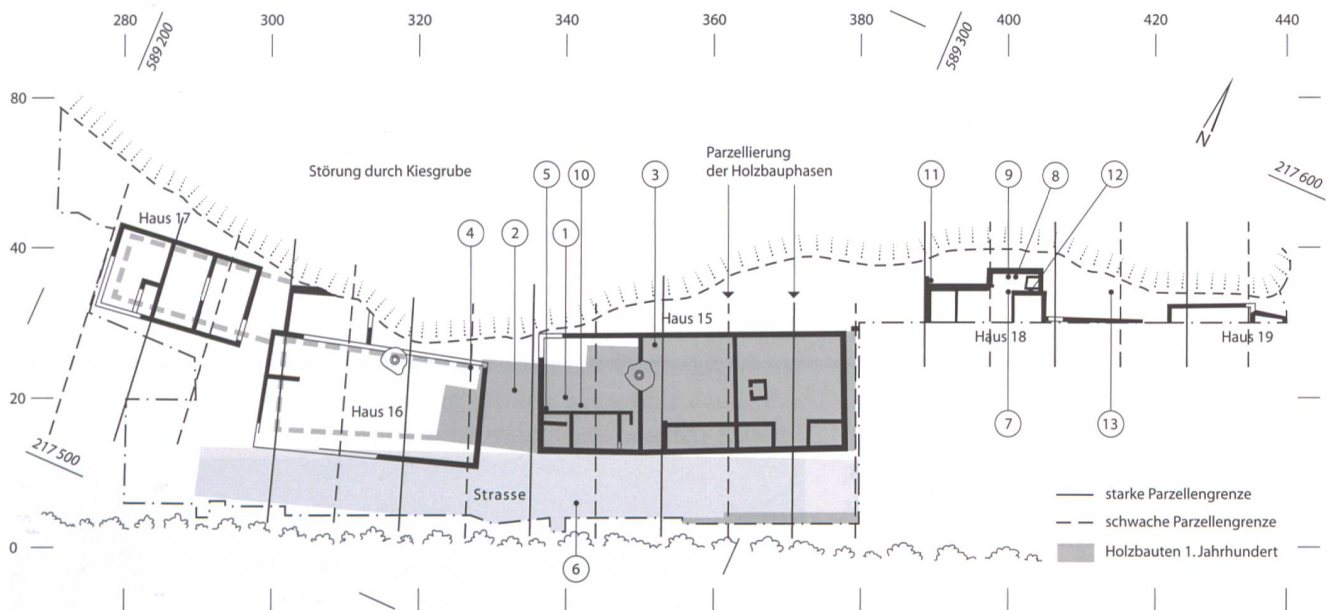 280 300 320 340 360 380 400 420 440
589 200
589 300
80
Störung durch Kiesgrube
Parzellierung
der Holzbauphasen
217 600
N
5 10 3 11 9 8 12
Haus 17
40
4 2 1
Haus 15
Haus 18
Haus 19
20
Haus 16
7 13
217 500
Strasse
starke Parzellengrenze
schwache Parzellengrenze
Holzbauten 1. Jahrhundert
0
6